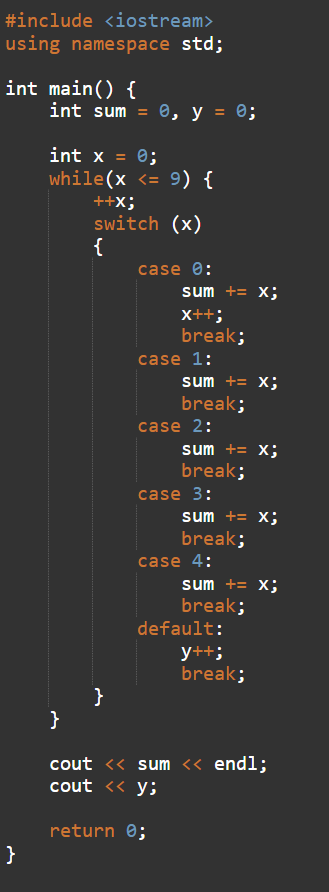 #include <iostream>
using namespace std;

int main() {
    int sum = 0, y = 0;

    int x = 0;
    while(x <= 9) {
        ++x;
        switch (x)
        {
            case 0:
                sum += x;
                x++;
                break;
            case 1:
                sum += x;
                break;
            case 2:
                sum += x;
                break;
            case 3:
                sum += x;
                break;
            case 4:
                sum += x;
                break;
            default:
                y++;
                break;
        }
    }

    cout << sum << endl;
    cout << y;

    return 0;
}